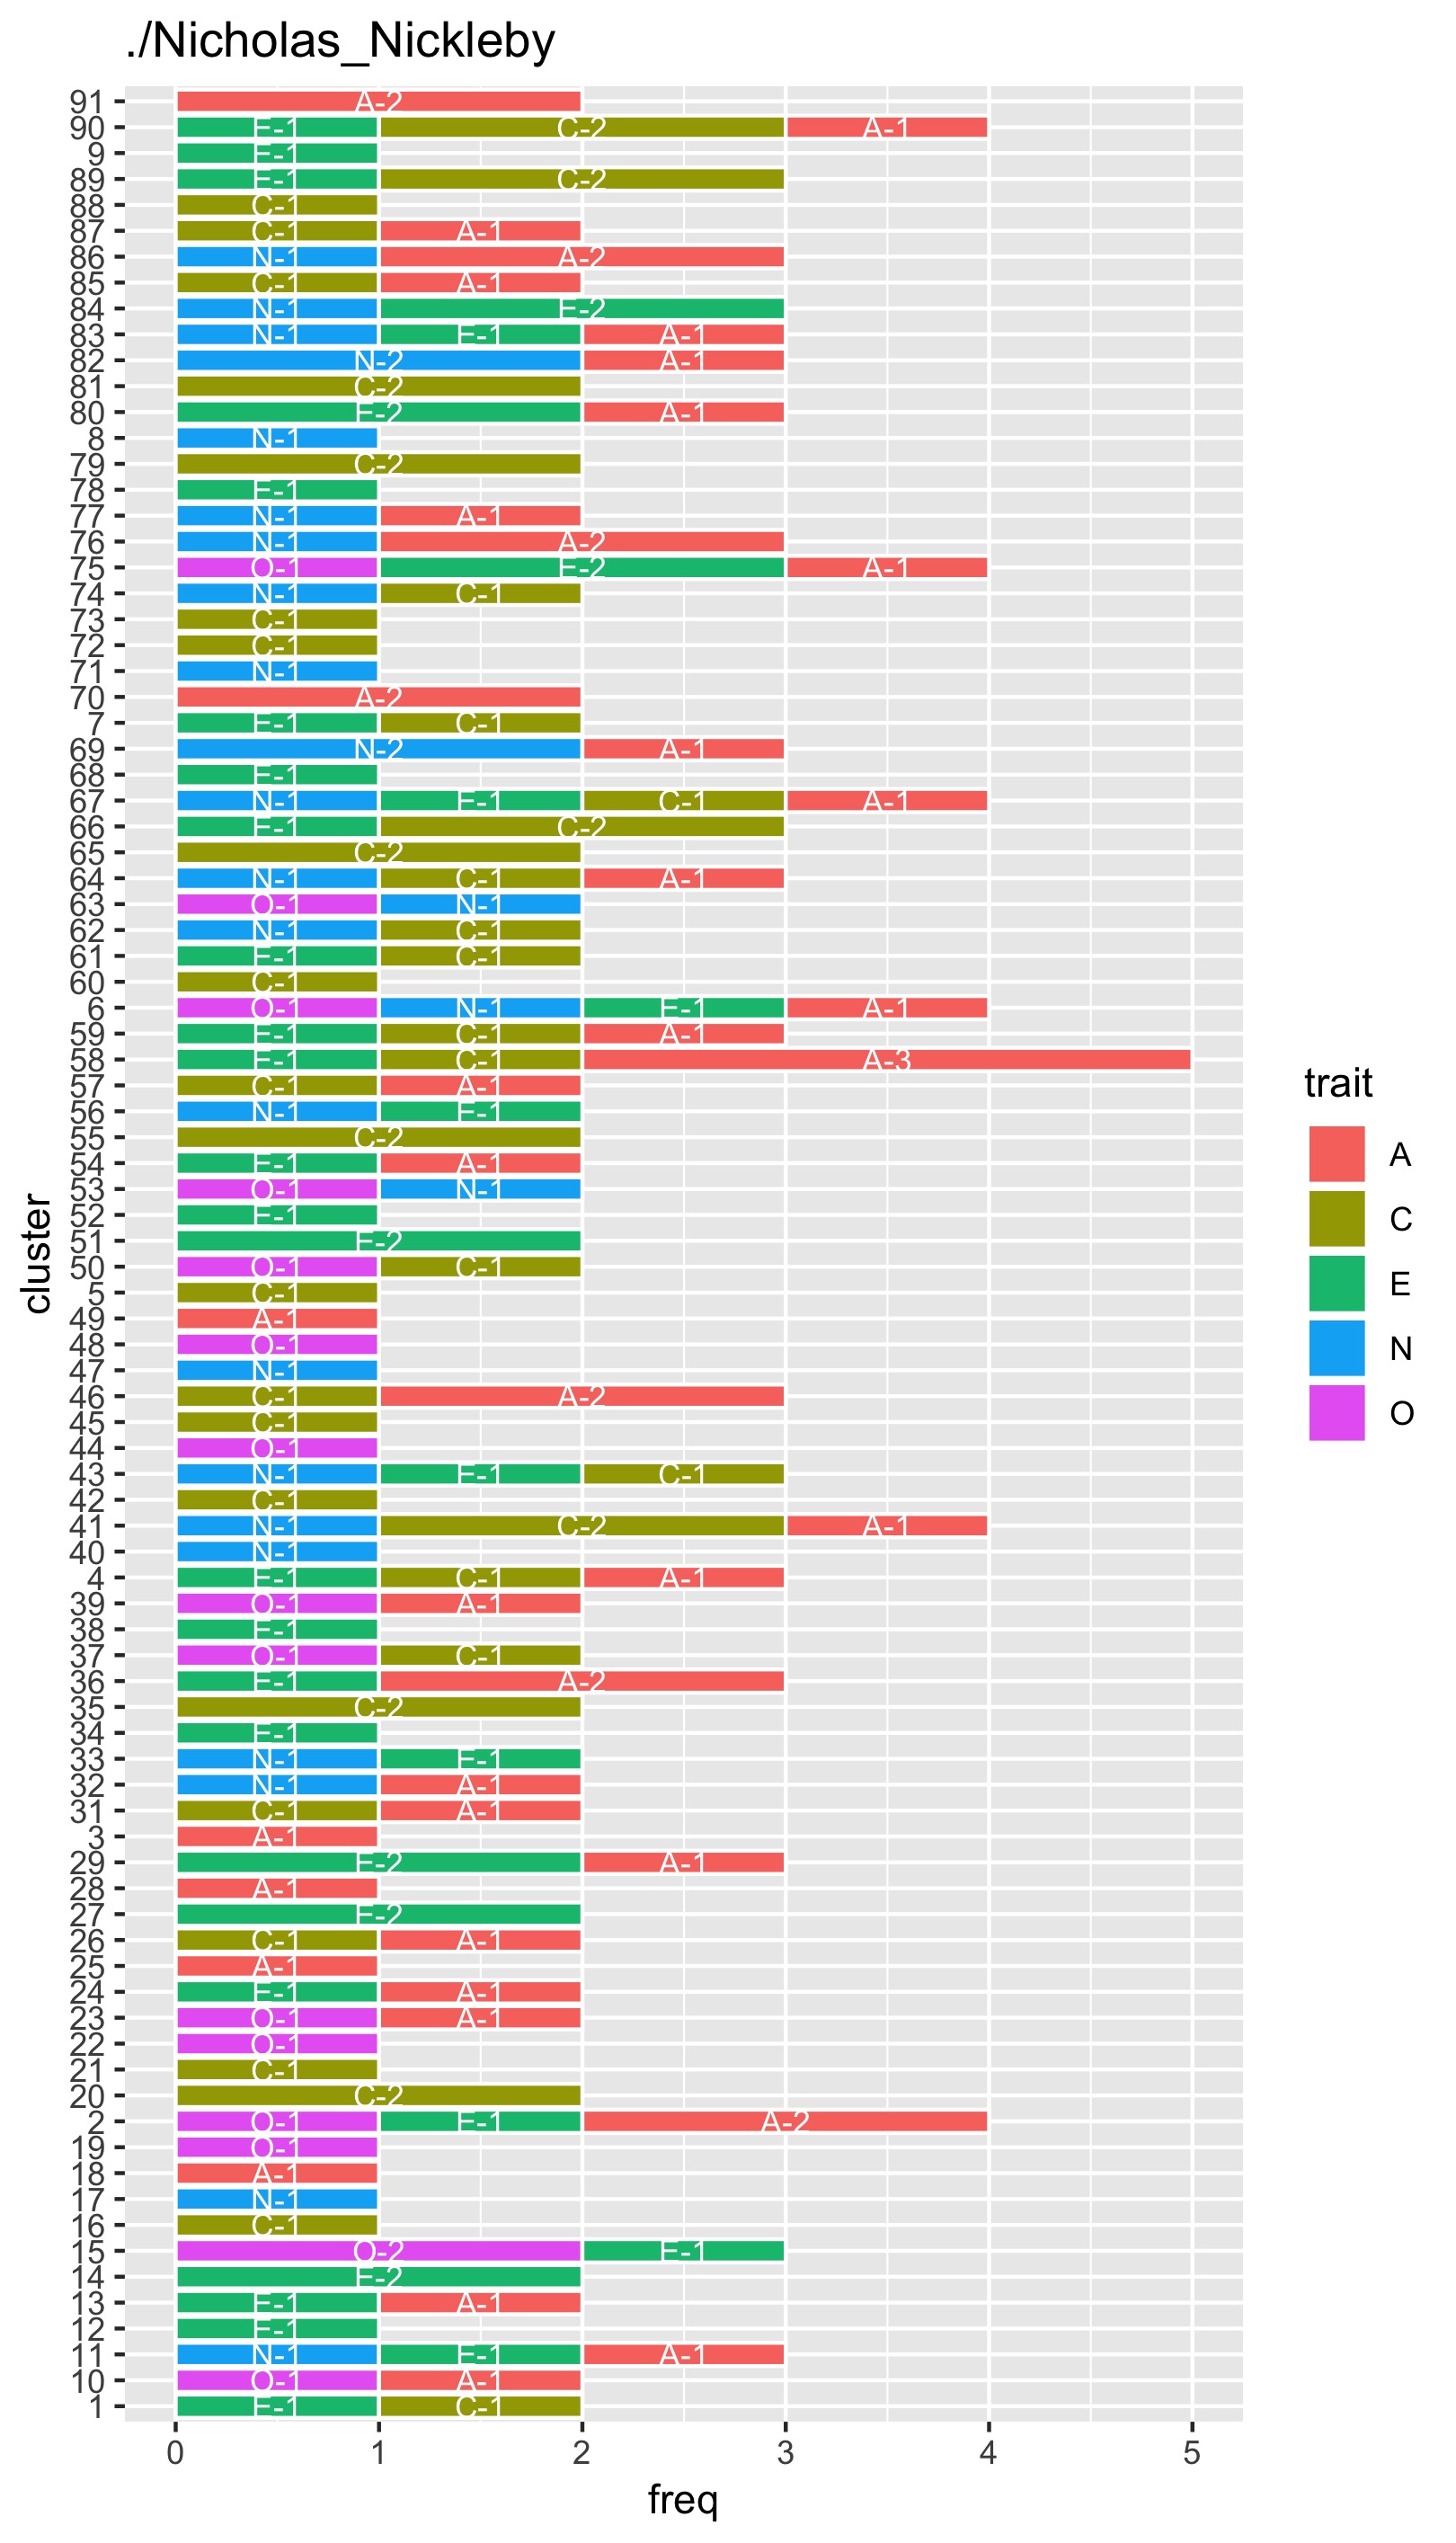 ./Nicholas_Nickleby
91 A-2
90 E-1 C-2 A-1
9 E-1
89 E-1 C-2
88 C-1
87 C-1 A-1
86 N-1 A-2
85 C-1 A-1
84 N-1 E-2
83 N-1 E-1 A-1
82 N-2 A-1
81 C-2
80 E-2 A-1
8 N-1
79 C-2
78 E-1
77 N-1 A-1
76 N-1 A-2
75 O-1 E-2 A-1
74 N-1 C-1
73 C-1
72 C-1
71 N-1
70 A-2
7 E-1 C-1
69 N-2 A-1
68 E-1
67 N-1 E-1 C-1 A-1
66 E-1 C-2
65 C-2
64 N-1 C-1 A-1
63 O-1 N-1
62 N-1 C-1
61 E-1 C-1
60 C-1
6 O-1 N-1 E-1 A-1
59 E-1 C-1 A-1
58 E-1 C-1 A-3
57 C-1 A-1
56 N-1 E-1
55 C-2
54 E-1 A-1
53 O-1 N-1
52 E-1
51 E-2
50 O-1 C-1
5 C-1
49 A-1
48 O-1
47 N-1
46 C-1 A-2
45 C-1
44 O-1
43 N-1 E-1 C-1
42 C-1
41 N-1 C-2 A-1
40 N-1
4 E-1 C-1 A-1
39 O-1 A-1
38 E-1
37 O-1 C-1
36 E-1 A-2
35 C-2
34 E-1
33 N-1 E-1
32 N-1 A-1
31 C-1 A-1
3 A-1
29 E-2 A-1
28 A-1
27 E-2
26 C-1 A-1
25 A-1
24 E-1 A-1
23 O-1 A-1
22 O-1
21 C-1
20 C-2
2 O-1 E-1 A-2
19 O-1
18 A-1
17 N-1
16 C-1
15 O-2 E-1
14 E-2
13 E-1 A-1
12 E-1
11 N-1 E-1 A-1
10 O-1 A-1
1 E-1 C-1
0 1 2 3 4 5
freq
cluster
trait
A
C
E
N
O